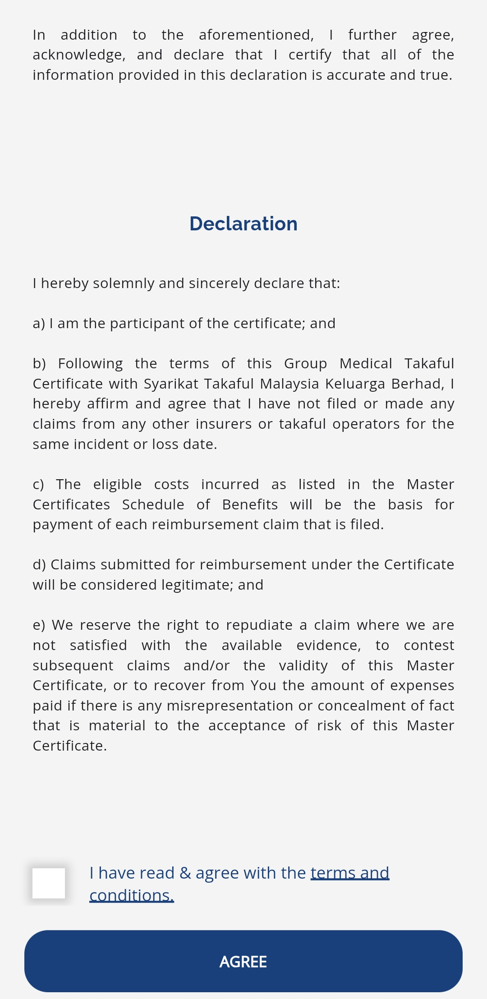 In addition to the aforementioned, I further agree,
acknowledge, and declare that I certify that all of the
information provided in this declaration is accurate and true.
Declaration
I hereby solemnly and sincerely declare that:
a) I am the participant of the certificate; and
b) Following the terms of this Group Medical Takaful
Certificate with Syarikat Takaful Malaysia Keluarga Berhad, I
hereby affirm and agree that I have not filed or made any
claims from any other insurers or takaful operators for the
same incident or loss date.
c) The eligible costs incurred as listed in the Master
Certificates Schedule of Benefits will be the basis for
payment of each reimbursement claim that is filed.
d) Claims submitted for reimbursement under the Certificate
will be considered legitimate; and
e) We reserve the right to repudiate a claim where we are
not satisfied with the available evidence, to contest
subsequent claims and/or the validity of this Master
Certificate, or to recover from You the amount of expenses
paid if there is any misrepresentation or concealment of fact
that is material to the acceptance of risk of this Master
Certificate.
I have read & agree with the terms and
conditions.
AGREE